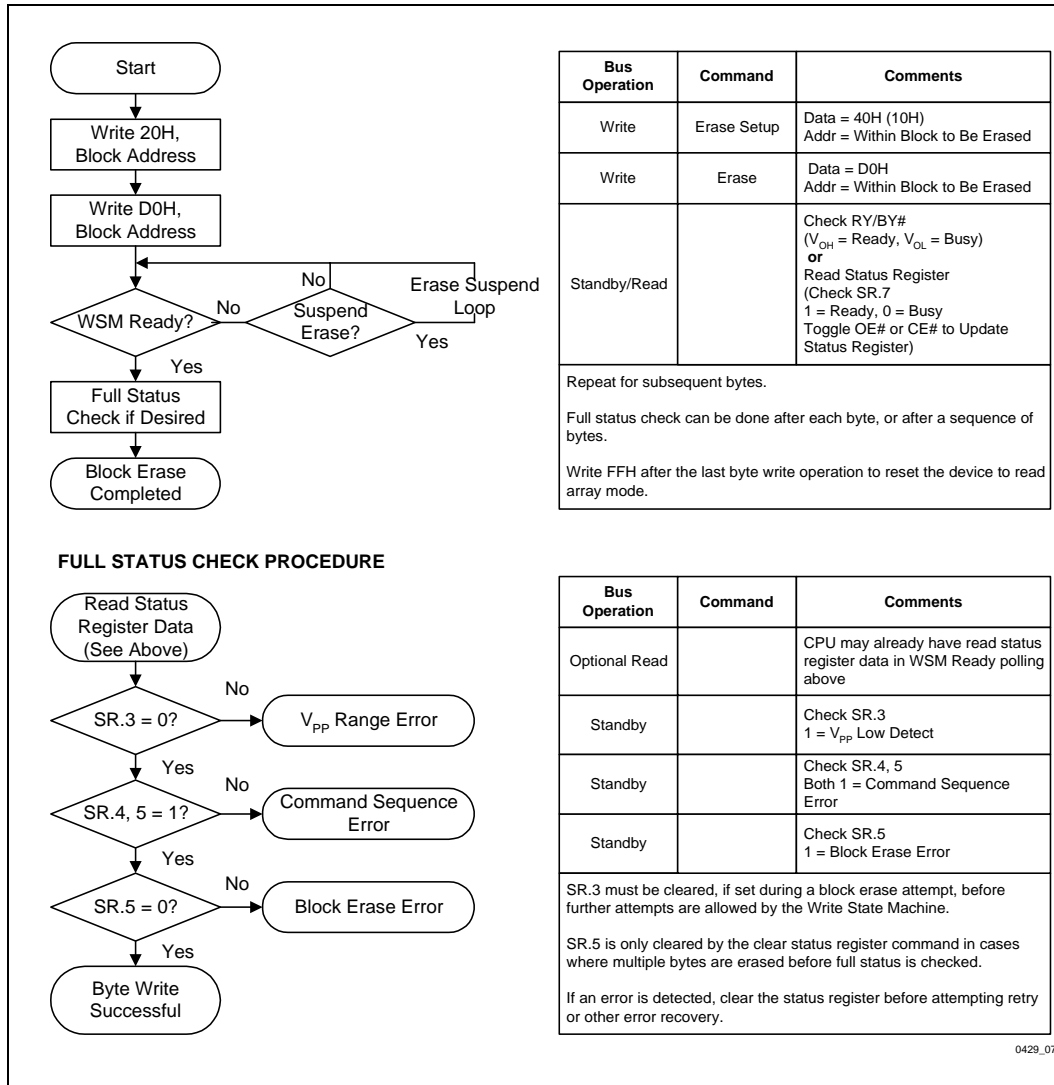 Start
Write 20H,
Block Address
Write D0H,
Block Address
WSM Ready?
No
Suspend
Erase?
No
Yes
Erase Suspend
Loop
Yes
Full Status
Check if Desired
Block Erase
Completed
Bus
Operation
Command
Comments
Write
Erase Setup
Data = 40H (10H)
Addr = Within Block to Be Erased
Write
Erase
Data = D0H
Addr = Within Block to Be Erased
Standby/Read
Check RY/BY#
(VOH = Ready, VOL = Busy)
or
Read Status Register
(Check SR.7
1 = Ready, 0 = Busy
Toggle OE# or CE# to Update
Status Register)
Repeat for subsequent bytes.
Full status check can be done after each byte, or after a sequence of
bytes.
Write FFH after the last byte write operation to reset the device to read
array mode.
FULL STATUS CHECK PROCEDURE
Read Status
Register Data
(See Above)
SR.3 = 0?
No
VPP Range Error
Yes
SR.4, 5 = 1?
No
Command Sequence
Error
Yes
SR.5 = 0?
No
Block Erase Error
Yes
Byte Write
Successful
Bus
Operation
Command
Comments
Optional Read
CPU may already have read status
register data in WSM Ready polling
above
Standby
Check SR.3
1 = VPP Low Detect
Standby
Check SR.4, 5
Both 1 = Command Sequence
Error
Standby
Check SR.5
1 = Block Erase Error
SR.3 must be cleared, if set during a block erase attempt, before
further attempts are allowed by the Write State Machine.
SR.5 is only cleared by the clear status register command in cases
where multiple bytes are erased before full status is checked.
If an error is detected, clear the status register before attempting retry
or other error recovery.
0429_07